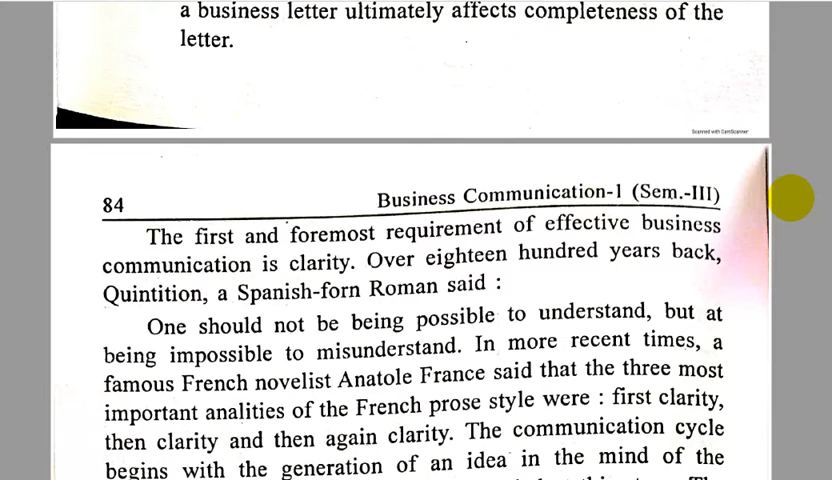 a business letter ultimately affects completeness of the
letter.
Scanned with CamScanner
84
Business Communication-1 (Sem.-III)
The first and foremost requirement of effective business
communication is clarity. Over eighteen hundred years back,
Quintition, a Spanish-forn Roman said :
One should not be being possible to understand, but at
being impossible to misunderstand. In more recent times, a
famous French novelist Anatole France said that the three most
important analities of the French prose style were : first clarity,
then clarity and then again clarity. The communication cycle
begins with the generation of an idea in the mind of the